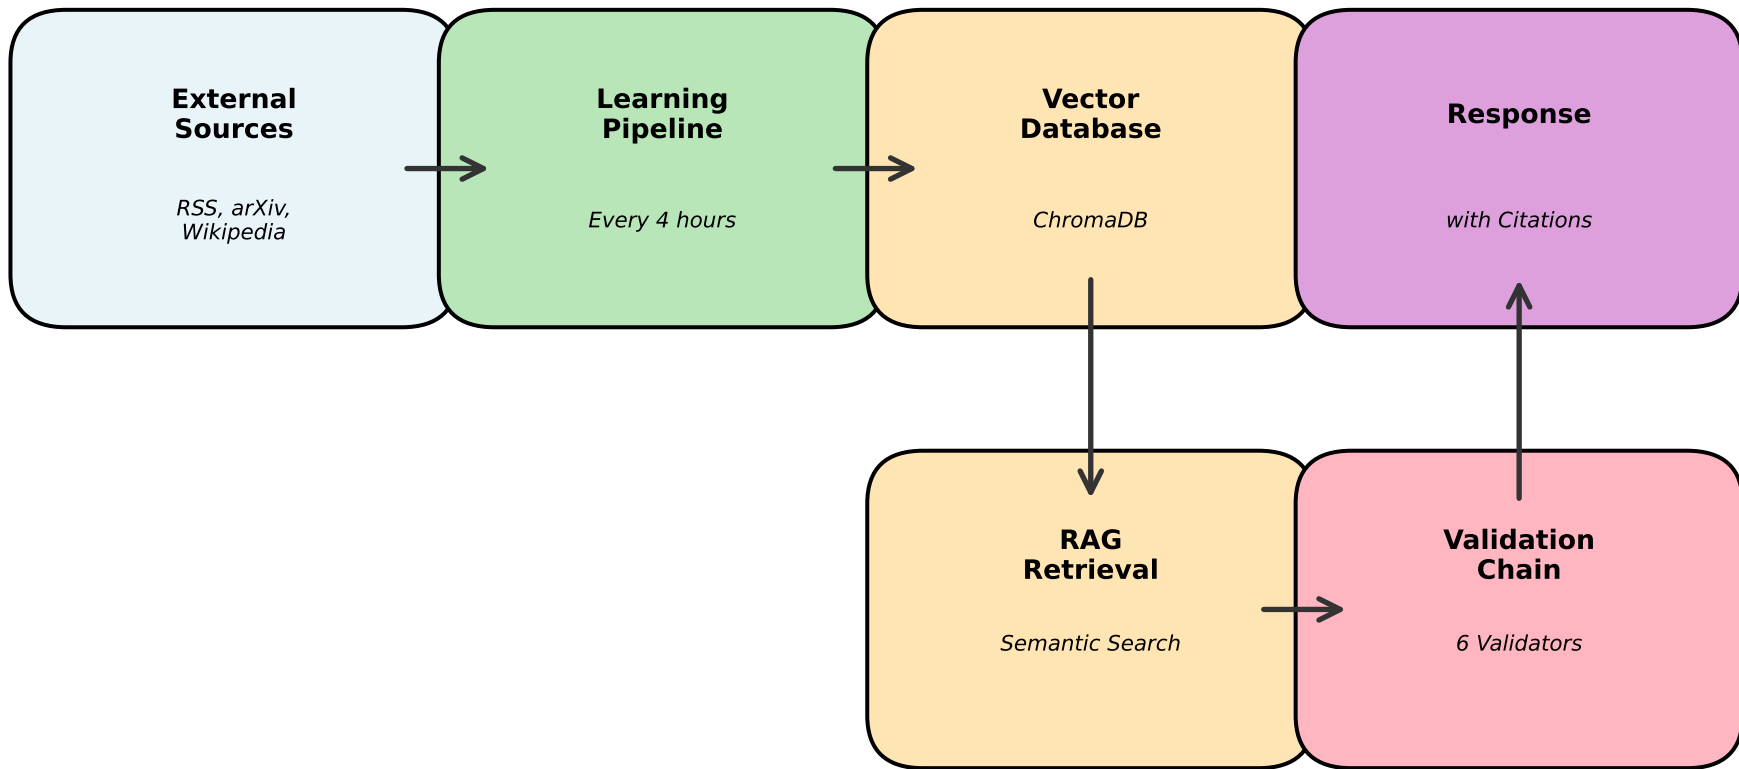 External
Sources
RSS, arXiv,
Wikipedia
Learning
Pipeline
Every 4 hours
Vector
Database
ChromaDB
Response
with Citations
RAG
Retrieval
Semantic Search
Validation
Chain
6 Validators